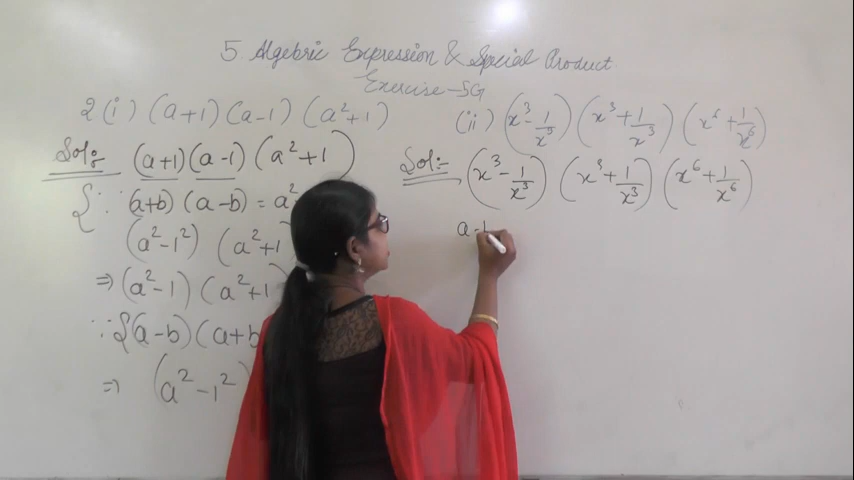 5. Algebric Expression & Special Product
Exercise-5G
2(i) (a+1)(a-1)(a²+1)
Sol:- (a+1)(a-1)(a²+1)
{∵ (a+b)(a-b) = a²
(a²-1²) (a²+1
⇒ (a²-1)(a²+1
∵ {(a-b)(a+b
⇒ (a²-1²)
(ii) (x³ - 1/x³)(x³ + 1/x³)(x⁶ + 1/x⁶)
Sol:- (x³ - 1/x³)(x³ + 1/x³)(x⁶ + 1/x⁶)
a-